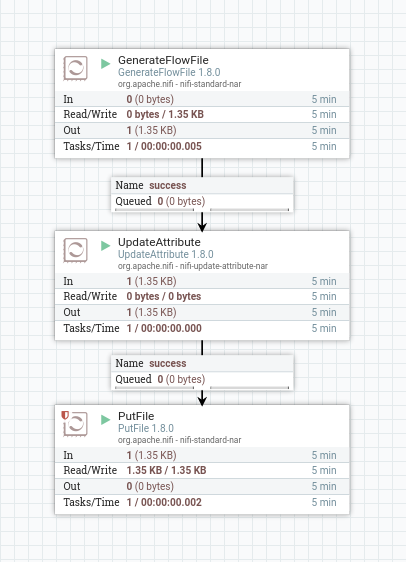 GenerateFlowFile
GenerateFlowFile 1.8.0
org.apache.nifi - nifi-standard-nar
In 0 (0 bytes) 5 min
Read/Write 0 bytes / 1.35 KB 5 min
Out 1 (1.35 KB) 5 min
Tasks/Time 1 / 00:00:00.005 5 min
Name success
Queued 0 (0 bytes)
UpdateAttribute
UpdateAttribute 1.8.0
org.apache.nifi - nifi-update-attribute-nar
In 1 (1.35 KB) 5 min
Read/Write 0 bytes / 0 bytes 5 min
Out 1 (1.35 KB) 5 min
Tasks/Time 1 / 00:00:00.000 5 min
Name success
Queued 0 (0 bytes)
PutFile
PutFile 1.8.0
org.apache.nifi - nifi-standard-nar
In 1 (1.35 KB) 5 min
Read/Write 1.35 KB / 1.35 KB 5 min
Out 0 (0 bytes) 5 min
Tasks/Time 1 / 00:00:00.002 5 min